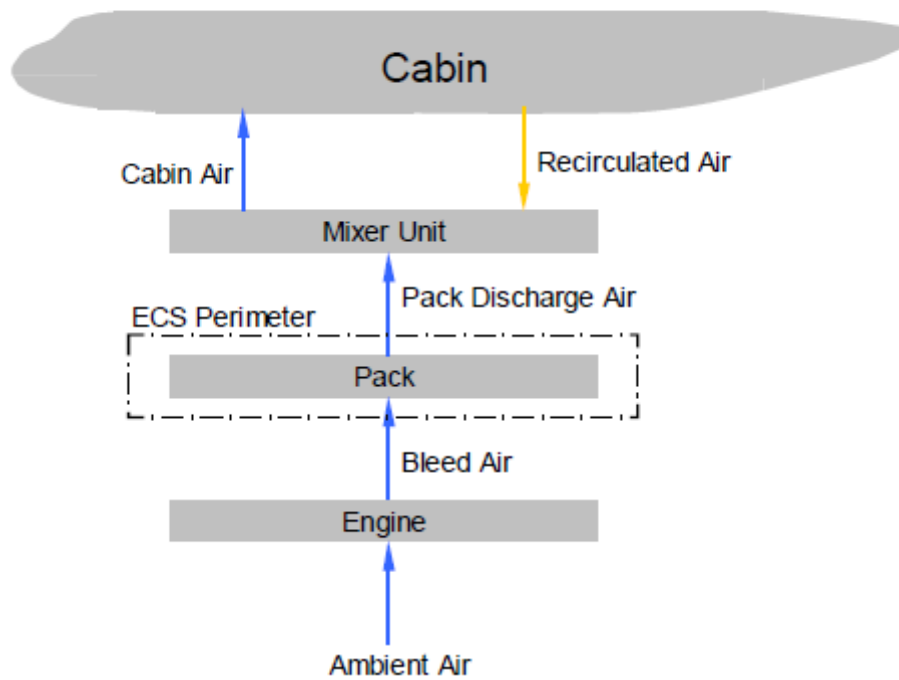 Cabin
Cabin Air
Recirculated Air
Mixer Unit
Pack Discharge Air
ECS Perimeter
Pack
Bleed Air
Engine
Ambient Air